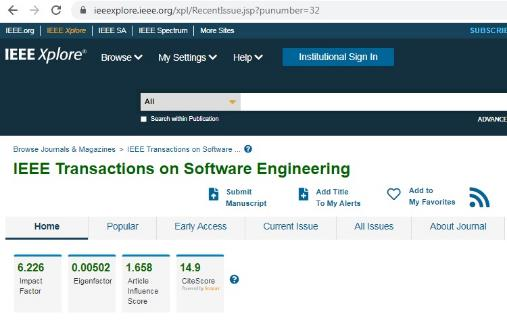 ieeexplore.ieee.org/xpl/RecentIssue.jsp?punumber=32
IEEE.org IEEE Xplore IEEE SA IEEE Spectrum More Sites SUBSCRIE
IEEE Xplore® Browse My Settings Help Institutional Sign In
All
Search within Publication ADVANCE
Browse Journals & Magazines > IEEE Transactions on Software ...
IEEE Transactions on Software Engineering
Submit Manuscript
Add Title To My Alerts
Add to My Favorites
Home Popular Early Access Current Issue All Issues About Journal
6.226 0.00502 1.658 14.9
Impact Factor
Eigenfactor
Article Influence Score
CiteScore
Powered by Scopus